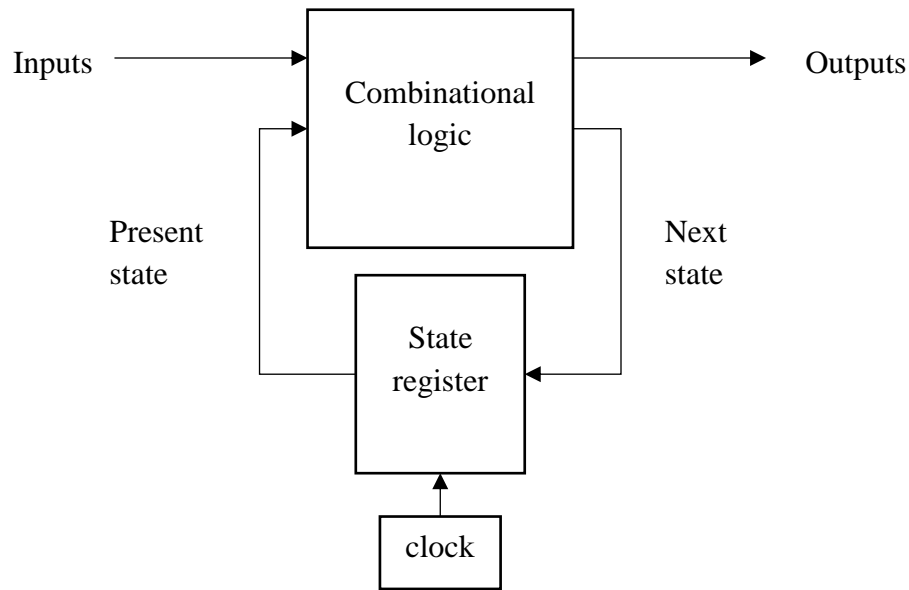 Inputs
Combinational
logic
Outputs
Present
state
Next
state
State
register
clock